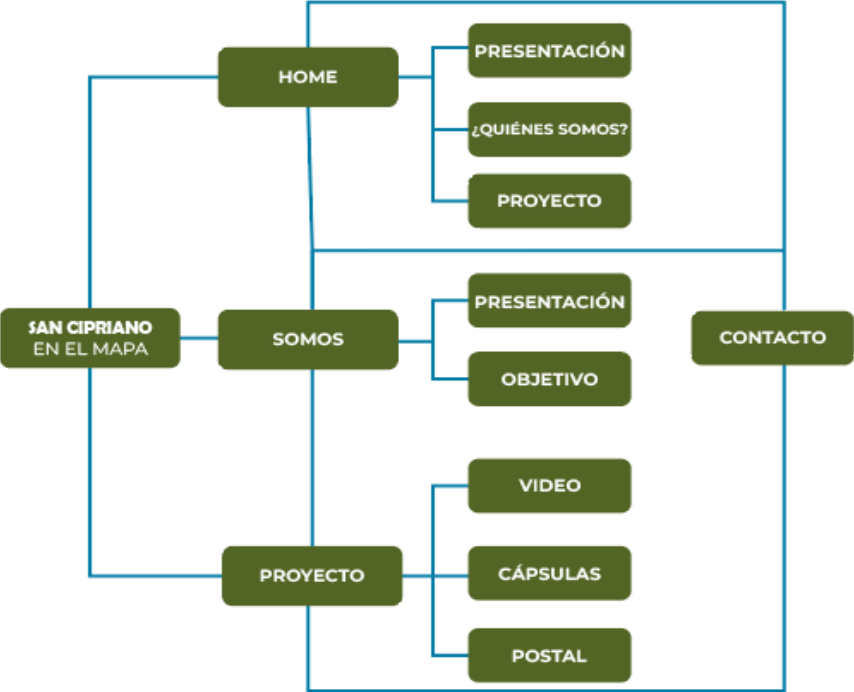 HOME
PRESENTACIÓN
¿QUIÉNES SOMOS?
PROYECTO
SAN CIPRIANO
EN EL MAPA
SOMOS
PRESENTACIÓN
OBJETIVO
CONTACTO
PROYECTO
VIDEO
CÁPSULAS
POSTAL